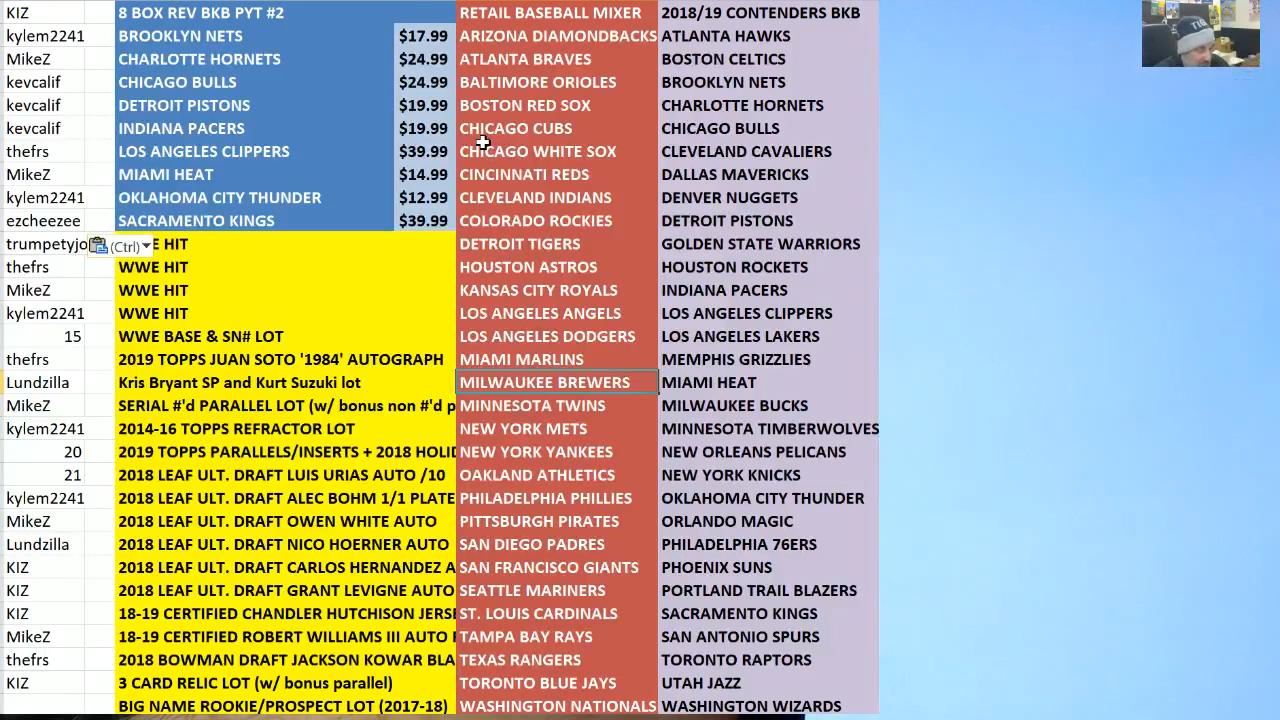 KIZ 8 BOX REV BKB PYT #2 RETAIL BASEBALL MIXER 2018/19 CONTENDERS BKB
kylem2241 BROOKLYN NETS $17.99 ARIZONA DIAMONDBACKS ATLANTA HAWKS
MikeZ CHARLOTTE HORNETS $24.99 ATLANTA BRAVES BOSTON CELTICS
kevcalif CHICAGO BULLS $24.99 BALTIMORE ORIOLES BROOKLYN NETS
kevcalif DETROIT PISTONS $19.99 BOSTON RED SOX CHARLOTTE HORNETS
kevcalif INDIANA PACERS $19.99 CHICAGO CUBS CHICAGO BULLS
thefrs LOS ANGELES CLIPPERS $39.99 CHICAGO WHITE SOX CLEVELAND CAVALIERS
MikeZ MIAMI HEAT $14.99 CINCINNATI REDS DALLAS MAVERICKS
kylem2241 OKLAHOMA CITY THUNDER $12.99 CLEVELAND INDIANS DENVER NUGGETS
ezcheezee SACRAMENTO KINGS $39.99 COLORADO ROCKIES DETROIT PISTONS
trumpetyjo (Ctrl) WE HIT DETROIT TIGERS GOLDEN STATE WARRIORS
thefrs WWE HIT HOUSTON ASTROS HOUSTON ROCKETS
MikeZ WWE HIT KANSAS CITY ROYALS INDIANA PACERS
kylem2241 WWE HIT LOS ANGELES ANGELS LOS ANGELES CLIPPERS
15 WWE BASE & SN# LOT LOS ANGELES DODGERS LOS ANGELES LAKERS
thefrs 2019 TOPPS JUAN SOTO '1984' AUTOGRAPH MIAMI MARLINS MEMPHIS GRIZZLIES
Lundzilla Kris Bryant SP and Kurt Suzuki lot MILWAUKEE BREWERS MIAMI HEAT
MikeZ SERIAL #'d PARALLEL LOT (w/ bonus non #'d p MINNESOTA TWINS MILWAUKEE BUCKS
kylem2241 2014-16 TOPPS REFRACTOR LOT NEW YORK METS MINNESOTA TIMBERWOLVES
20 2019 TOPPS PARALLELS/INSERTS + 2018 HOLID NEW YORK YANKEES NEW ORLEANS PELICANS
21 2018 LEAF ULT. DRAFT LUIS URIAS AUTO /10 OAKLAND ATHLETICS NEW YORK KNICKS
kylem2241 2018 LEAF ULT. DRAFT ALEC BOHM 1/1 PLATE PHILADELPHIA PHILLIES OKLAHOMA CITY THUNDER
MikeZ 2018 LEAF ULT. DRAFT OWEN WHITE AUTO PITTSBURGH PIRATES ORLANDO MAGIC
Lundzilla 2018 LEAF ULT. DRAFT NICO HOERNER AUTO SAN DIEGO PADRES PHILADELPHIA 76ERS
KIZ 2018 LEAF ULT. DRAFT CARLOS HERNANDEZ A SAN FRANCISCO GIANTS PHOENIX SUNS
KIZ 2018 LEAF ULT. DRAFT GRANT LEVIGNE AUTO SEATTLE MARINERS PORTLAND TRAIL BLAZERS
KIZ 18-19 CERTIFIED CHANDLER HUTCHISON JERSE ST. LOUIS CARDINALS SACRAMENTO KINGS
MikeZ 18-19 CERTIFIED ROBERT WILLIAMS III AUTO TAMPA BAY RAYS SAN ANTONIO SPURS
thefrs 2018 BOWMAN DRAFT JACKSON KOWAR BLA TEXAS RANGERS TORONTO RAPTORS
KIZ 3 CARD RELIC LOT (w/ bonus parallel) TORONTO BLUE JAYS UTAH JAZZ
BIG NAME ROOKIE/PROSPECT LOT (2017-18) WASHINGTON NATIONALS WASHINGTON WIZARDS